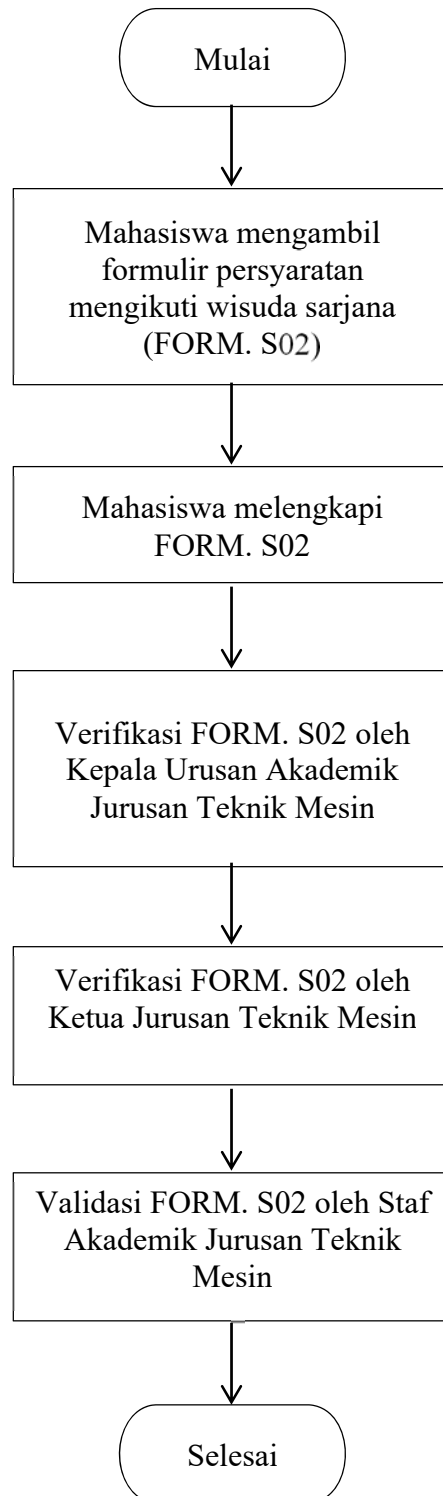 Mulai
Mahasiswa mengambil
formulir persyaratan
mengikuti wisuda sarjana
(FORM. S02)
Mahasiswa melengkapi
FORM. S02
Verifikasi FORM. S02 oleh
Kepala Urusan Akademik
Jurusan Teknik Mesin
Verifikasi FORM. S02 oleh
Ketua Jurusan Teknik Mesin
Validasi FORM. S02 oleh Staf
Akademik Jurusan Teknik
Mesin
Selesai